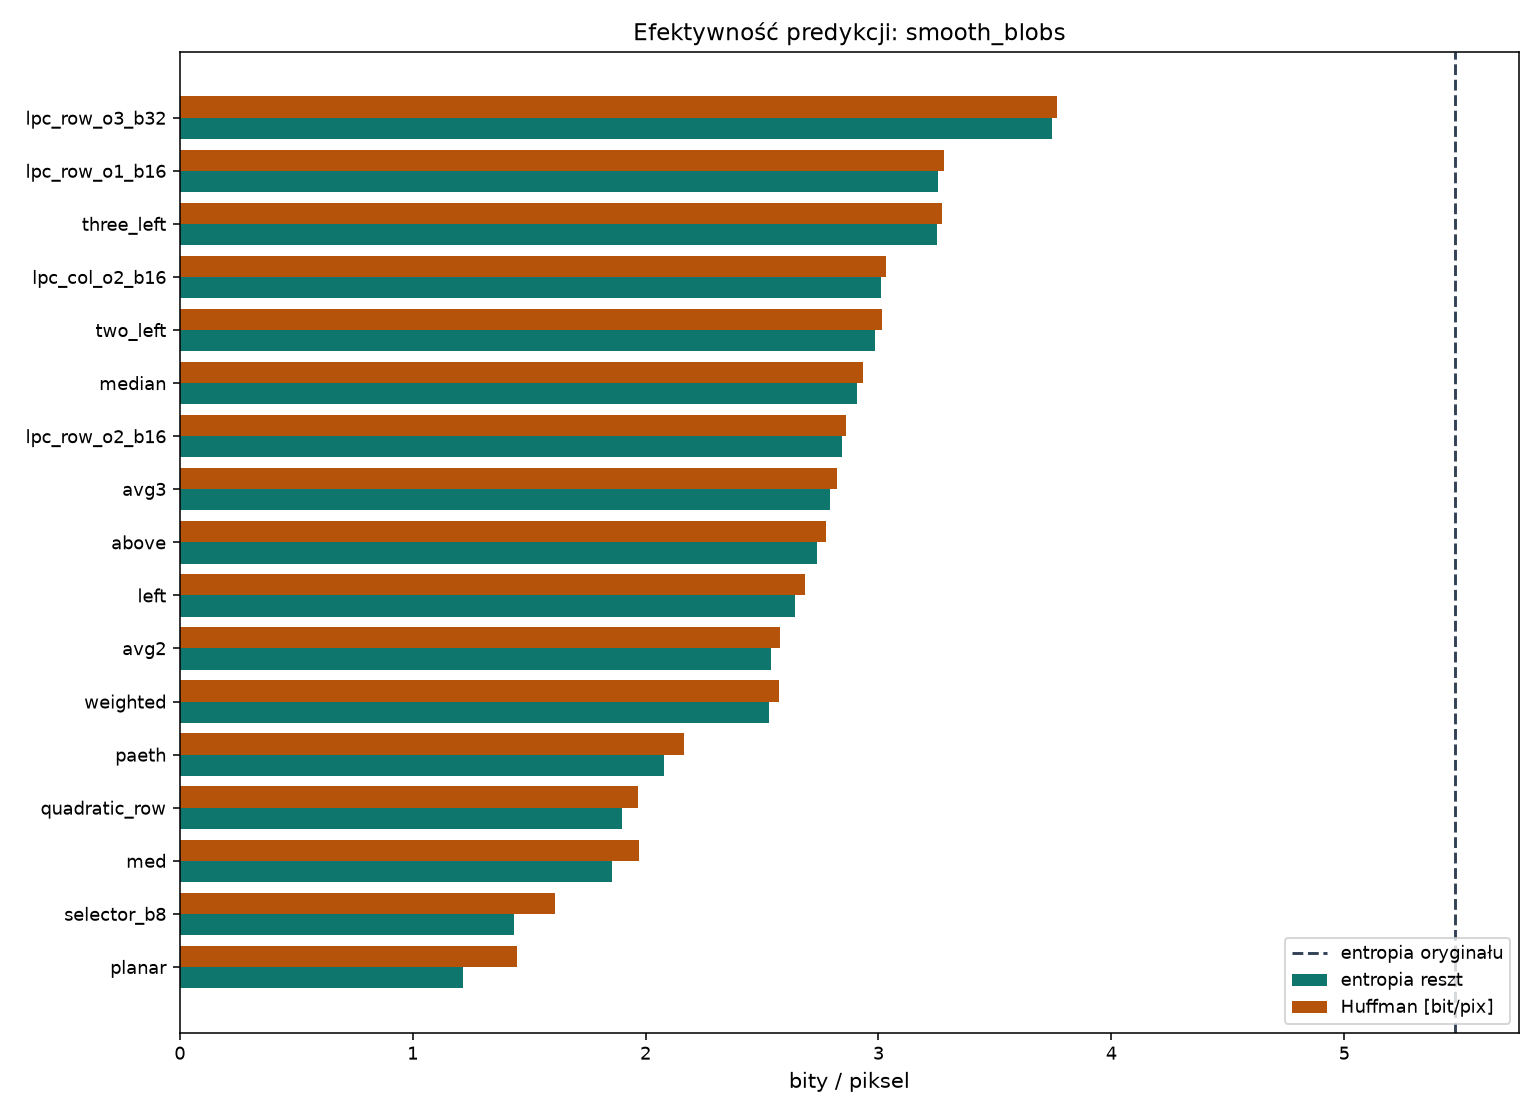 Efektywność predykcji: smooth_blobs
lpc_row_o3_b32
lpc_row_o1_b16
three_left
lpc_col_o2_b16
two_left
median
lpc_row_o2_b16
avg3
above
left
avg2
weighted
paeth
quadratic_row
med
selector_b8
planar
entropia oryginału
entropia reszt
Huffman [bit/pix]
0 1 2 3 4 5
bity / piksel